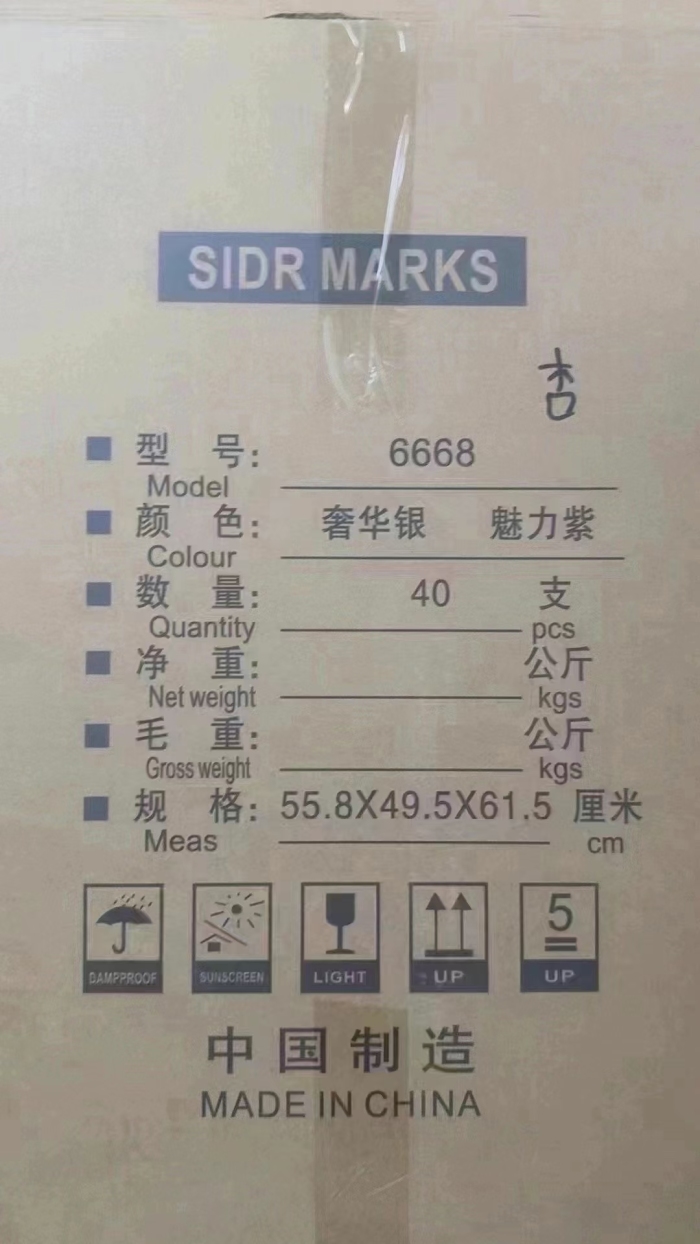 SIDR MARKS
杏
型 号: 6668
Model
颜 色: 奢华银 魅力紫
Colour
数 量: 40 支
Quantity pcs
净 重: 公斤
Net weight kgs
毛 重: 公斤
Gross weight kgs
规 格: 55.8X49.5X61.5 厘米
Meas cm
5
DAMPPROOF SUNSCREEN LIGHT UP UP
中国制造
MADE IN CHINA